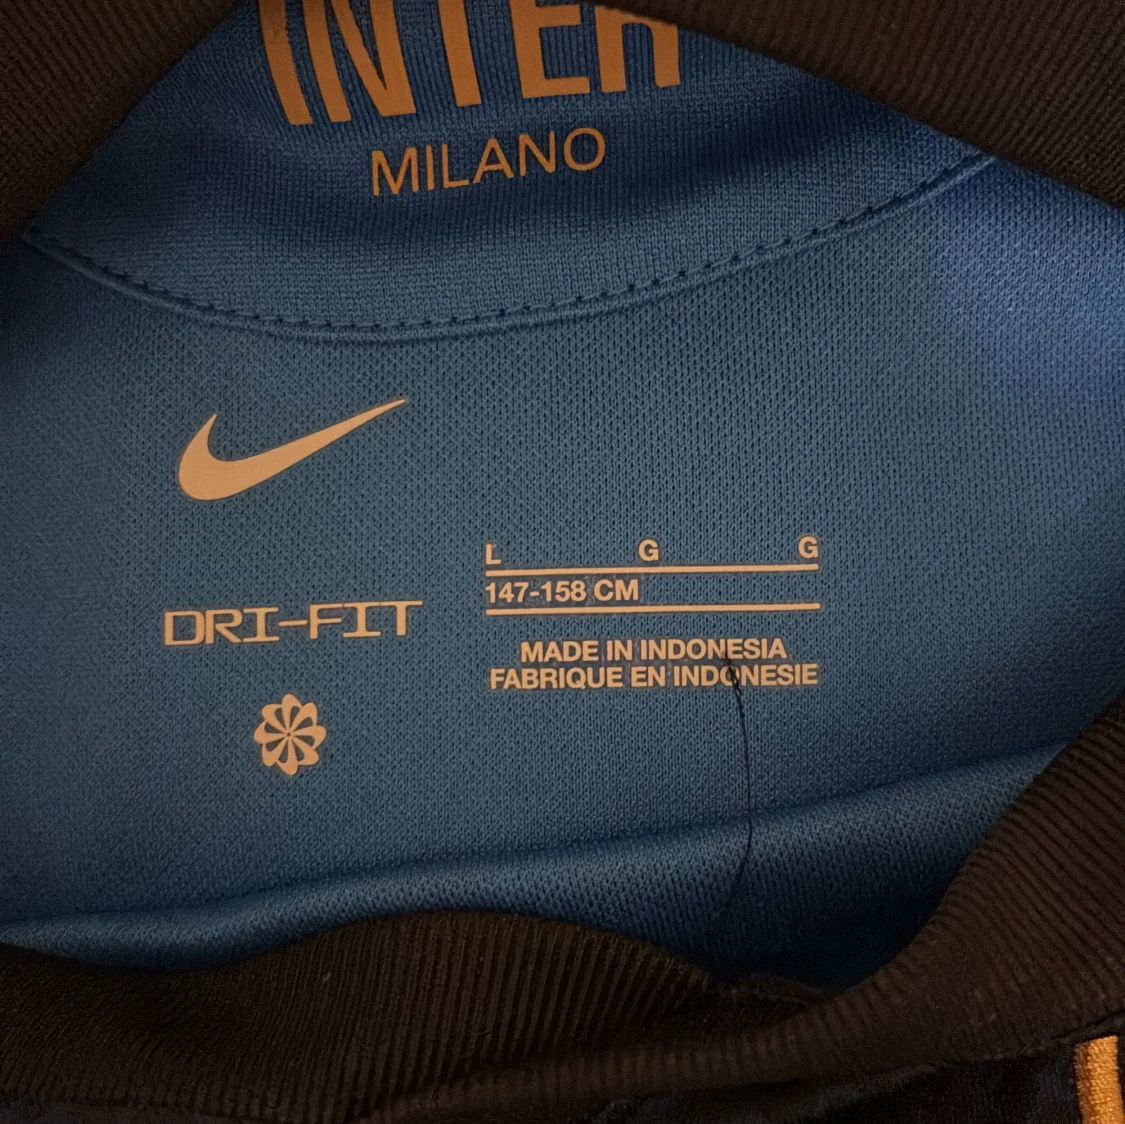 INTER
MILANO
L G G
147-158 CM
DRI-FIT
MADE IN INDONESIA
FABRIQUE EN INDONESIE